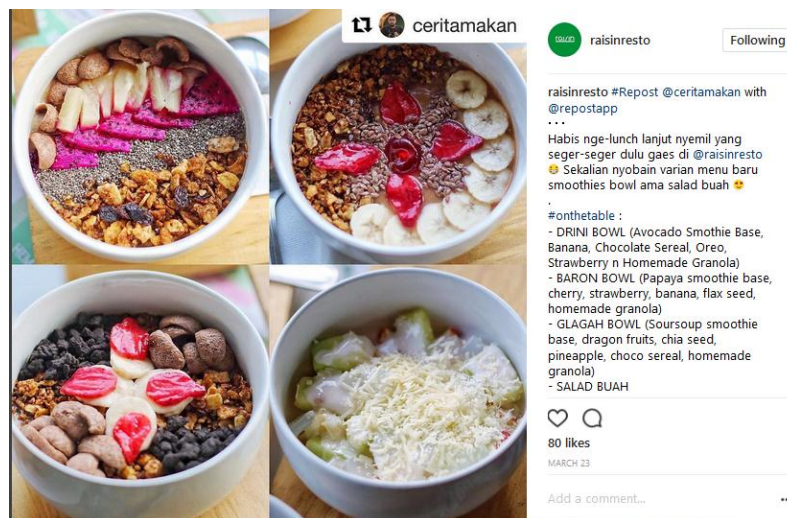 ceritamakan
raisin
raisinresto
Following
raisinresto #Repost @ceritamakan with
@repostapp
• • •
Habis nge-lunch lanjut nyemil yang
seger-seger dulu gaes di @raisinresto
😄 Sekalian nyobain varian menu baru
smoothies bowl ama salad buah 😍
.
#onthetable :
- DRINI BOWL (Avocado Smothie Base,
Banana, Chocolate Sereal, Oreo,
Strawberry n Homemade Granola)
- BARON BOWL (Papaya smoothie base,
cherry, strawberry, banana, flax seed,
homemade granola)
- GLAGAH BOWL (Soursoup smoothie
base, dragon fruits, chia seed,
pineapple, choco sereal, homemade
granola)
- SALAD BUAH
80 likes
MARCH 23
Add a comment...